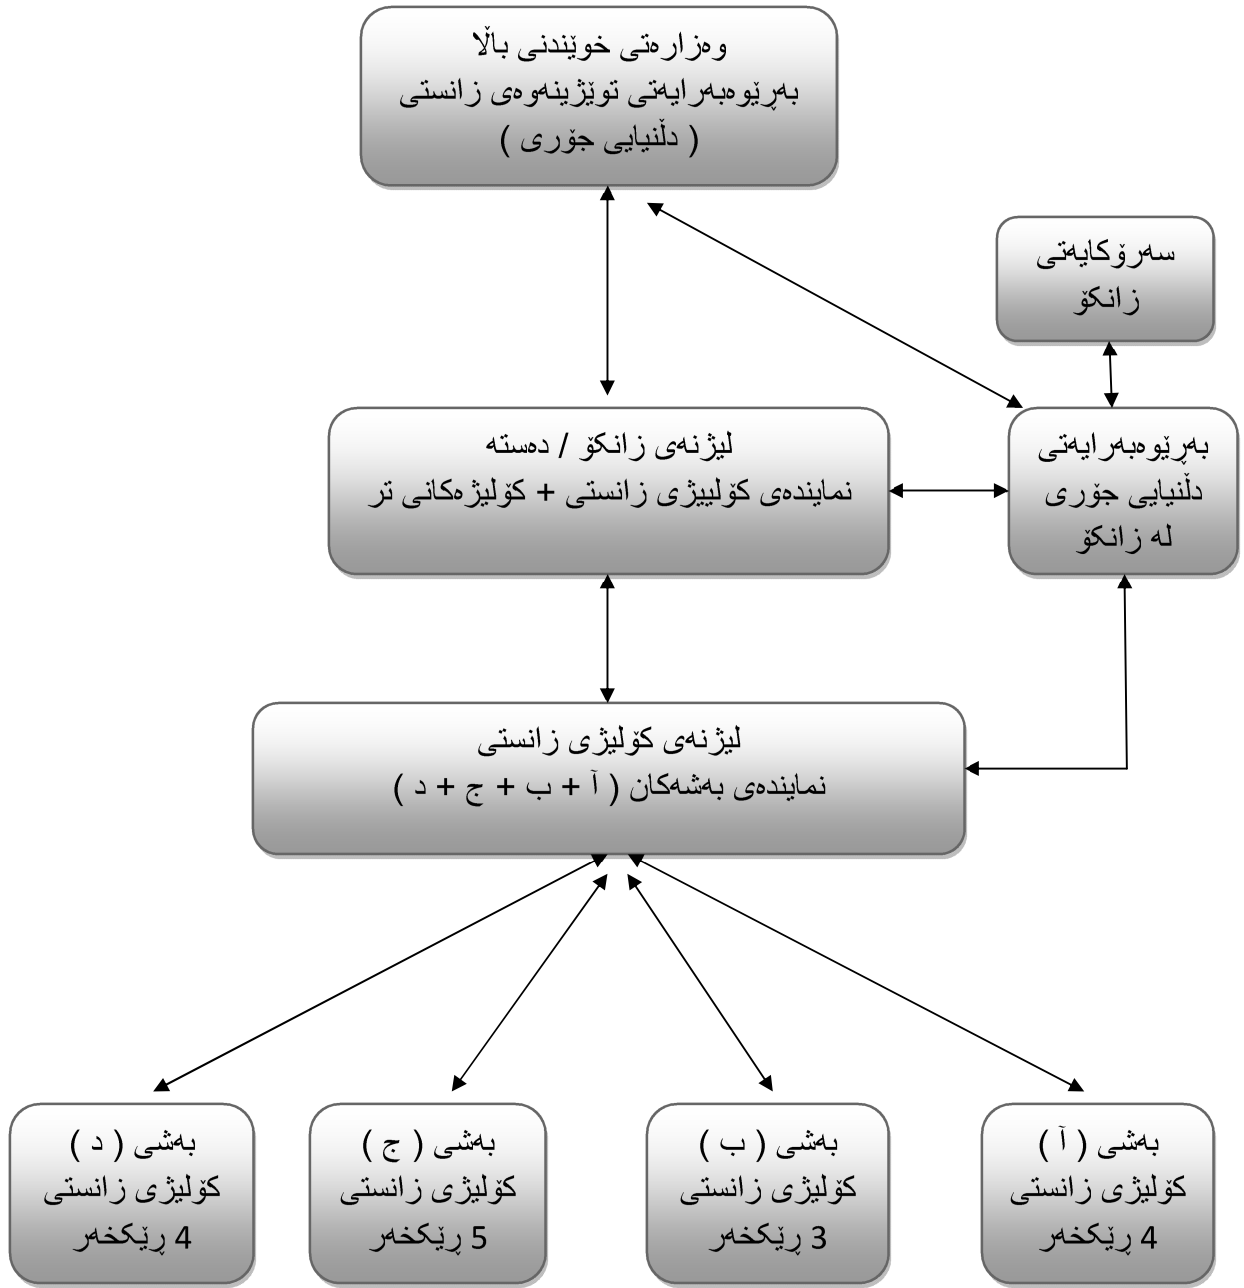 وەزارەتی خوێندنی باڵا
بەڕێوەبەرایەتی توێژینەوەی زانستی
( دڵنیایی جۆری )
سەرۆکایەتی
زانکۆ
لیژنەی زانکۆ / دەستە
نمایندەی کۆلییژی زانستی + کۆلیژەکانی تر
بەڕێوەبەرایەتی
دڵنیایی جۆری
لە زانکۆ
لیژنەی کۆلیژی زانستی
نمایندەی بەشەکان ( آ + ب + ج + د )
بەشی ( آ )
کۆلیژی زانستی
4 ڕێکخەر
بەشی ( ب )
کۆلیژی زانستی
3 ڕێکخەر
بەشی ( ج )
کۆلیژی زانستی
5 ڕێکخەر
بەشی ( د )
کۆلیژی زانستی
4 ڕێکخەر